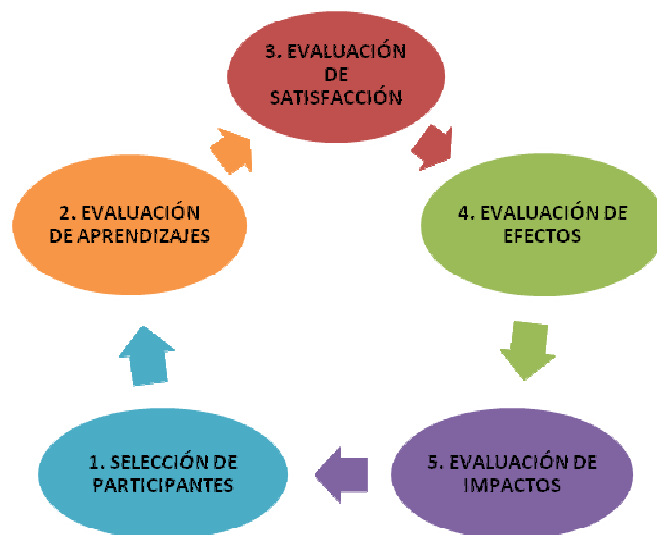 3. EVALUACIÓN
DE
SATISFACCIÓN
2. EVALUACIÓN
DE APRENDIZAJES
4. EVALUACIÓN DE
EFECTOS
1. SELECCIÓN DE
PARTICIPANTES
5. EVALUACIÓN DE
IMPACTOS